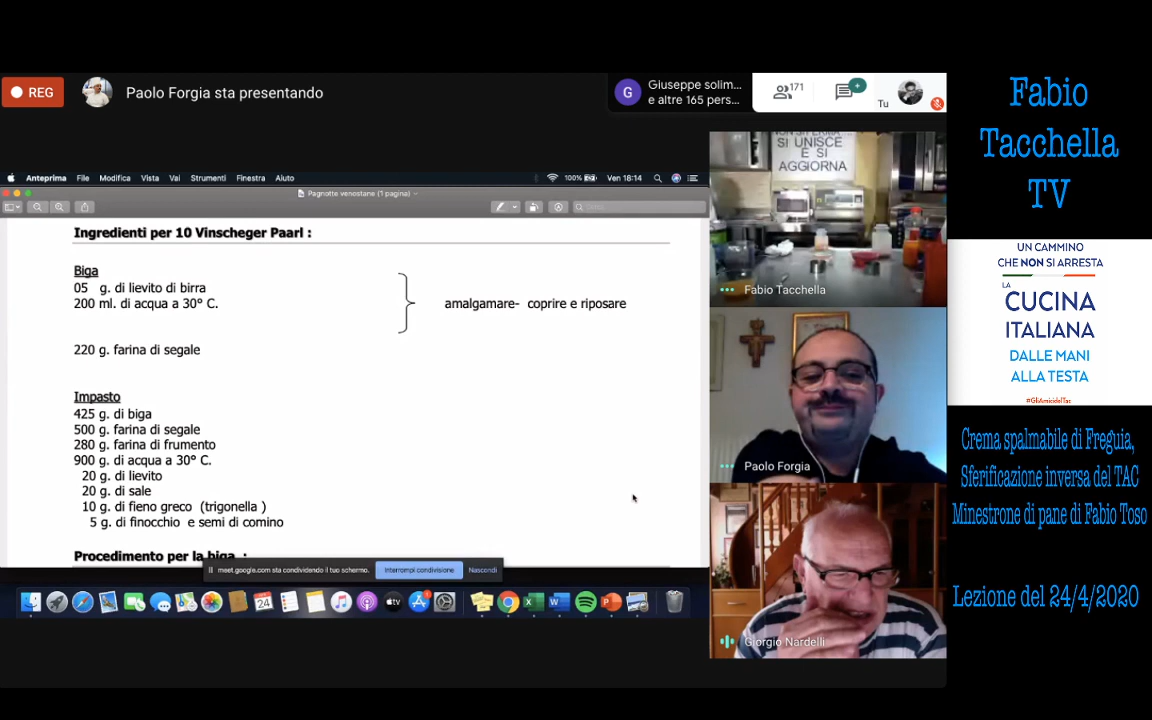 REG
Paolo Forgia sta presentando
G
Giuseppe solim...
e altre 165 pers...
171
Tu
Fabio
Tacchella
TV
Anteprima File Modifica Vista Vai Strumenti Finestra Aiuto
100% Ven 18:14
Pagnotte venostane (1 pagina)
Ingredienti per 10 Vinscheger Paarl :
Biga
05 g. di lievito di birra
200 ml. di acqua a 30° C.
amalgamare- coprire e riposare
220 g. farina di segale
Impasto
425 g. di biga
500 g. farina di segale
280 g. farina di frumento
900 g. di acqua a 30° C.
20 g. di lievito
20 g. di sale
10 g. di fieno greco (trigonella )
5 g. di finocchio e semi di comino
Procedimento per la biga :
meet.google.com sta condividendo il tuo schermo.
Interrompi condivisione
Nascondi
24
tv
NON SI FERMA
SI UNISCE
E SI
AGGIORNA
Fabio Tacchella
Paolo Forgia
Giorgio Nardelli
UN CAMMINO
CHE NON SI ARRESTA
LA
CUCINA
ITALIANA
DALLE MANI
ALLA TESTA
#GliAmicidelTac
Crema spalmabile di Freguia,
Sferificazione inversa del TAC
Minestrone di pane di Fabio Toso
Lezione del 24/4/2020